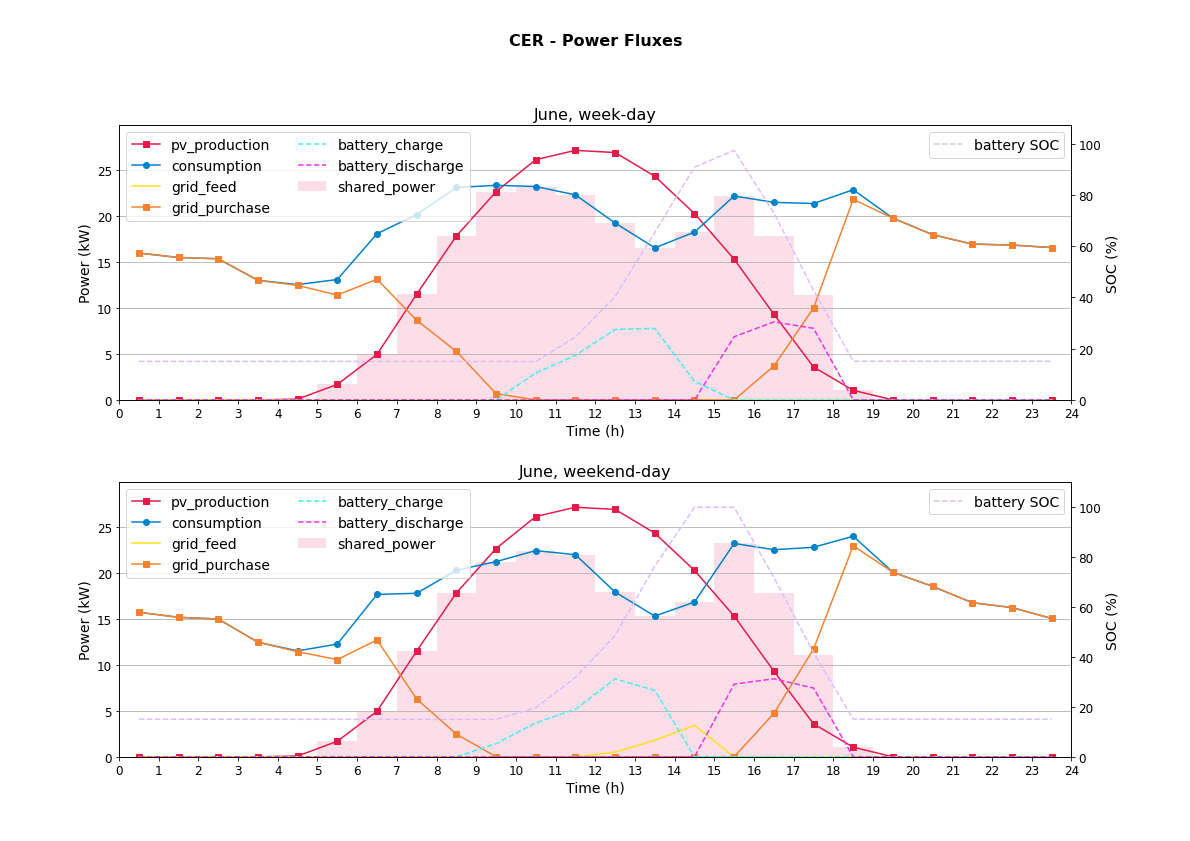 CER - Power Fluxes
June, week-day
pv_production
consumption
grid_feed
grid_purchase
battery_charge
battery_discharge
shared_power
battery SOC
Power (kW)
0
5
10
15
20
25
SOC (%)
0
20
40
60
80
100
0 1 2 3 4 5 6 7 8 9 10 11 12 13 14 15 16 17 18 19 20 21 22 23 24
Time (h)
June, weekend-day
pv_production
consumption
grid_feed
grid_purchase
battery_charge
battery_discharge
shared_power
battery SOC
Power (kW)
0
5
10
15
20
25
SOC (%)
0
20
40
60
80
100
0 1 2 3 4 5 6 7 8 9 10 11 12 13 14 15 16 17 18 19 20 21 22 23 24
Time (h)